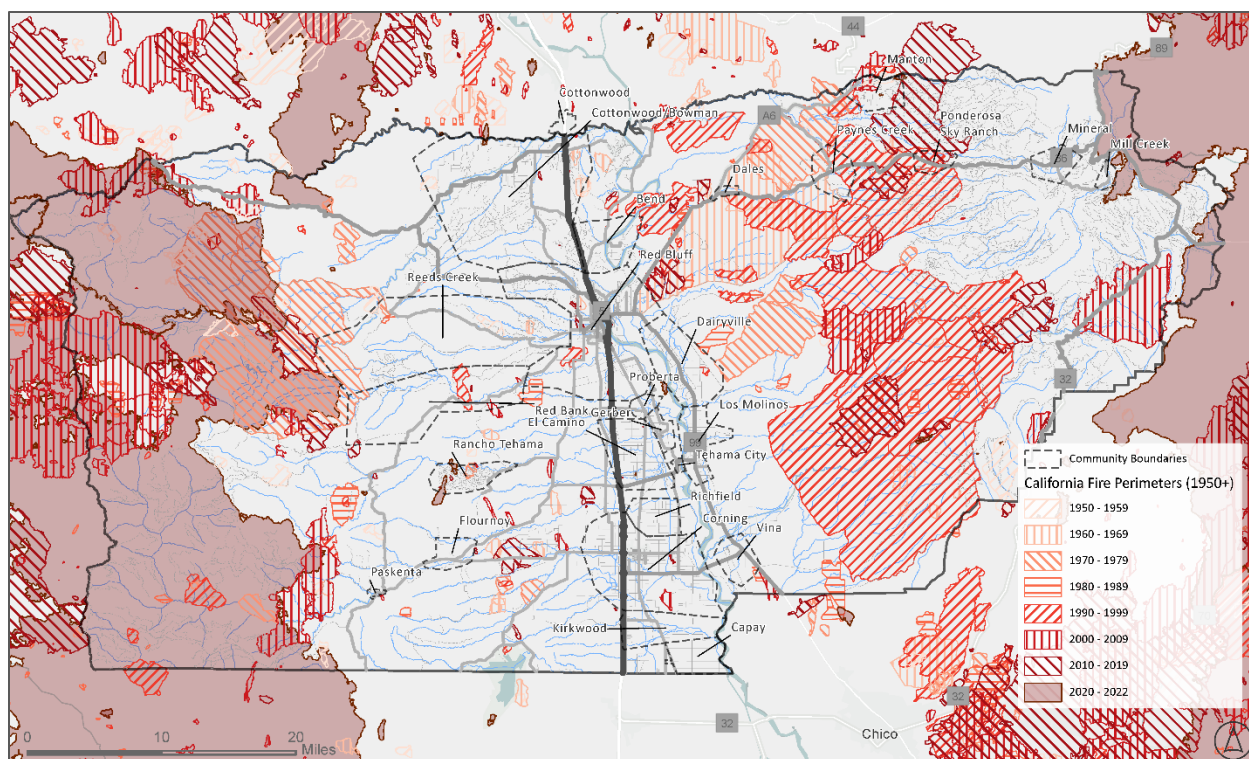 44
89
Manton
Cottonwood
Cottonwood/Bowman
A6
Ponderosa
Sky Ranch
Paynes Creek
Mineral
36
Mill Creek
Dales
Bend
Red Bluff
Reeds Creek
Dairyville
Proberta
32
Los Molinos
Red Bank
Gerber
El Camino
99
Rancho Tehama
Tehama City
Richfield
Corning
Flournoy
Vina
Paskenta
Kirkwood
Capay
32
32
Chico
Community Boundaries
California Fire Perimeters (1950+)
1950 - 1959
1960 - 1969
1970 - 1979
1980 - 1989
1990 - 1999
2000 - 2009
2010 - 2019
2020 - 2022
0 10 20
Miles